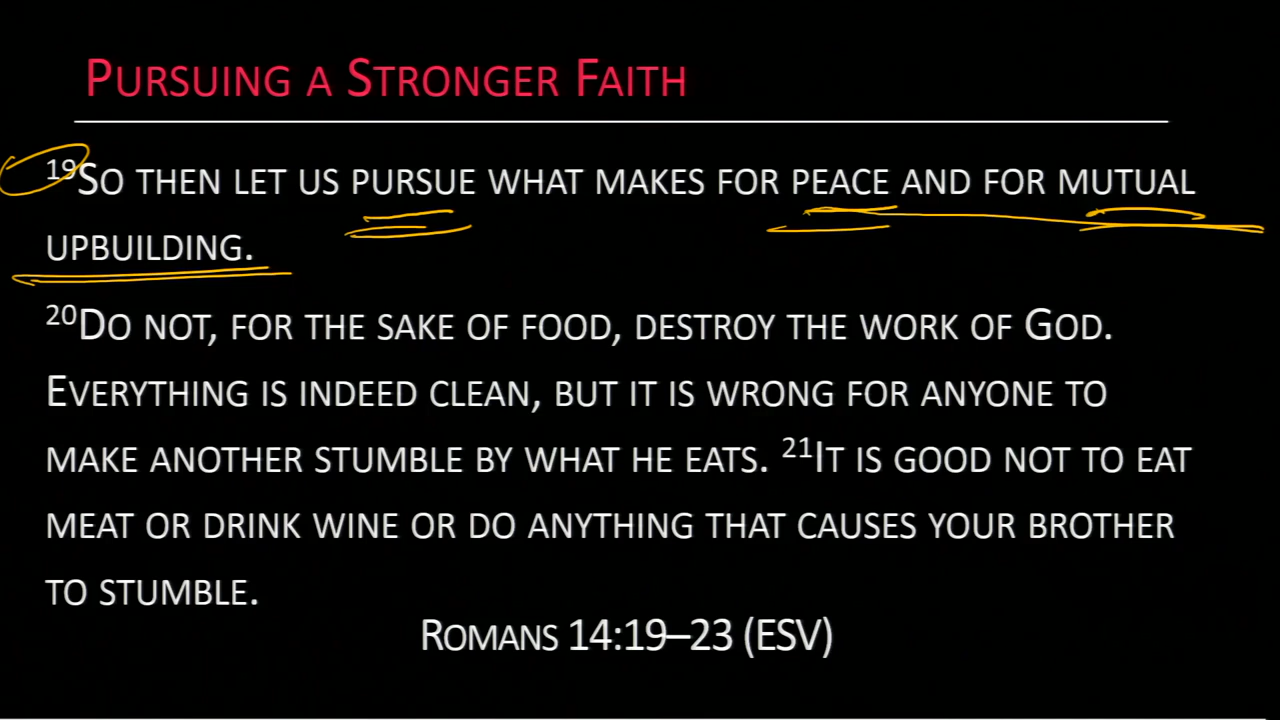 Pursuing a Stronger Faith
¹⁹So then let us pursue what makes for peace and for mutual
upbuilding.
²⁰Do not, for the sake of food, destroy the work of God.
Everything is indeed clean, but it is wrong for anyone to
make another stumble by what he eats. ²¹It is good not to eat
meat or drink wine or do anything that causes your brother
to stumble.
Romans 14:19–23 (ESV)